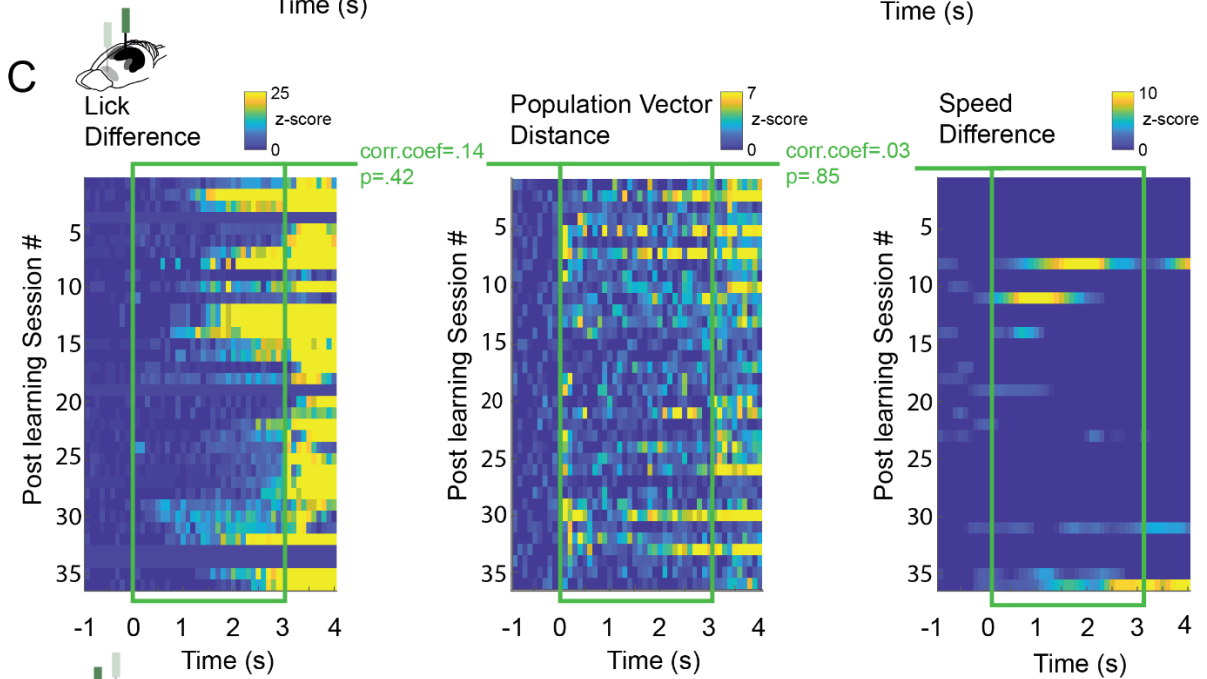 Time (s)
Time (s)
C
Lick
Difference
25
z-score
0
Population Vector
Distance
7
z-score
0
Speed
Difference
10
z-score
0
corr.coef=.14
p=.42
corr.coef=.03
p=.85
Post learning Session #
5
10
15
20
25
30
35
-1 0 1 2 3 4
Time (s)
Post learning Session #
5
10
15
20
25
30
35
-1 0 1 2 3 4
Time (s)
Post learning Session #
5
10
15
20
25
30
35
-1 0 1 2 3 4
Time (s)